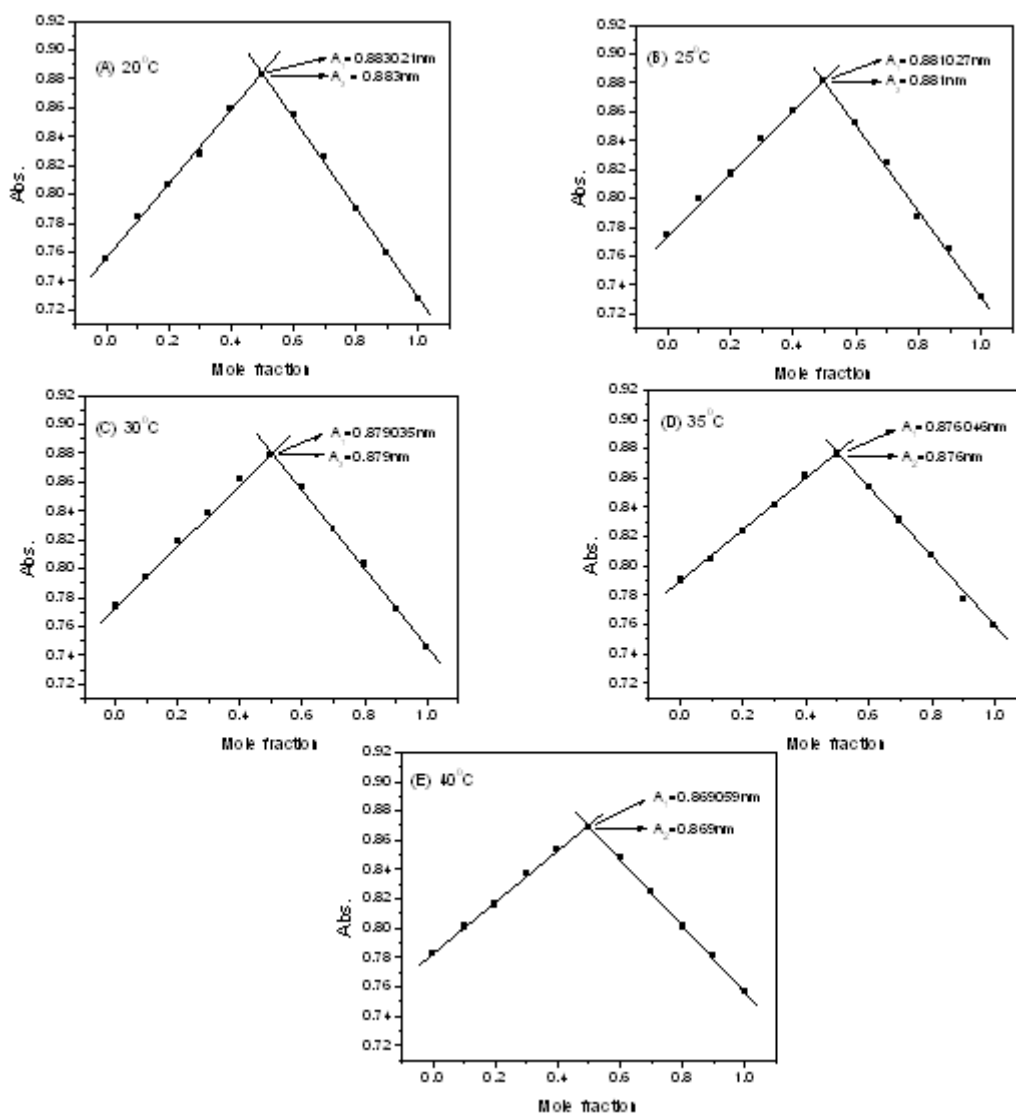 (A) 20°C
A1=0.883021nm
A2 = 0.883nm
Abs.
0.92
0.90
0.88
0.86
0.84
0.82
0.80
0.78
0.76
0.74
0.72
0.0 0.2 0.4 0.6 0.8 1.0
Mole fraction
(B) 25°C
A1=0.881027nm
A2=0.881nm
Abs.
0.92
0.90
0.88
0.86
0.84
0.82
0.80
0.78
0.76
0.74
0.72
0.0 0.2 0.4 0.6 0.8 1.0
Mole fraction
(C) 30°C
A1=0.879035nm
A2=0.879nm
Abs.
0.92
0.90
0.88
0.86
0.84
0.82
0.80
0.78
0.76
0.74
0.72
0.0 0.2 0.4 0.6 0.8 1.0
Mole fraction
(D) 35°C
A1=0.876046nm
A2=0.876nm
Abs.
0.92
0.90
0.88
0.86
0.84
0.82
0.80
0.78
0.76
0.74
0.72
0.0 0.2 0.4 0.6 0.8 1.0
Mole fraction
(E) 40°C
A1=0.869059nm
A2=0.869nm
Abs.
0.92
0.90
0.88
0.86
0.84
0.82
0.80
0.78
0.76
0.74
0.72
0.0 0.2 0.4 0.6 0.8 1.0
Mole fraction